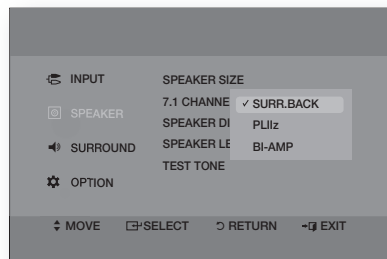 INPUT
SPEAKER
SURROUND
OPTION
SPEAKER SIZE
7.1 CHANNE
SPEAKER DI
SPEAKER LE
TEST TONE
✓ SURR.BACK
PLIIz
BI-AMP
MOVE SELECT RETURN EXIT